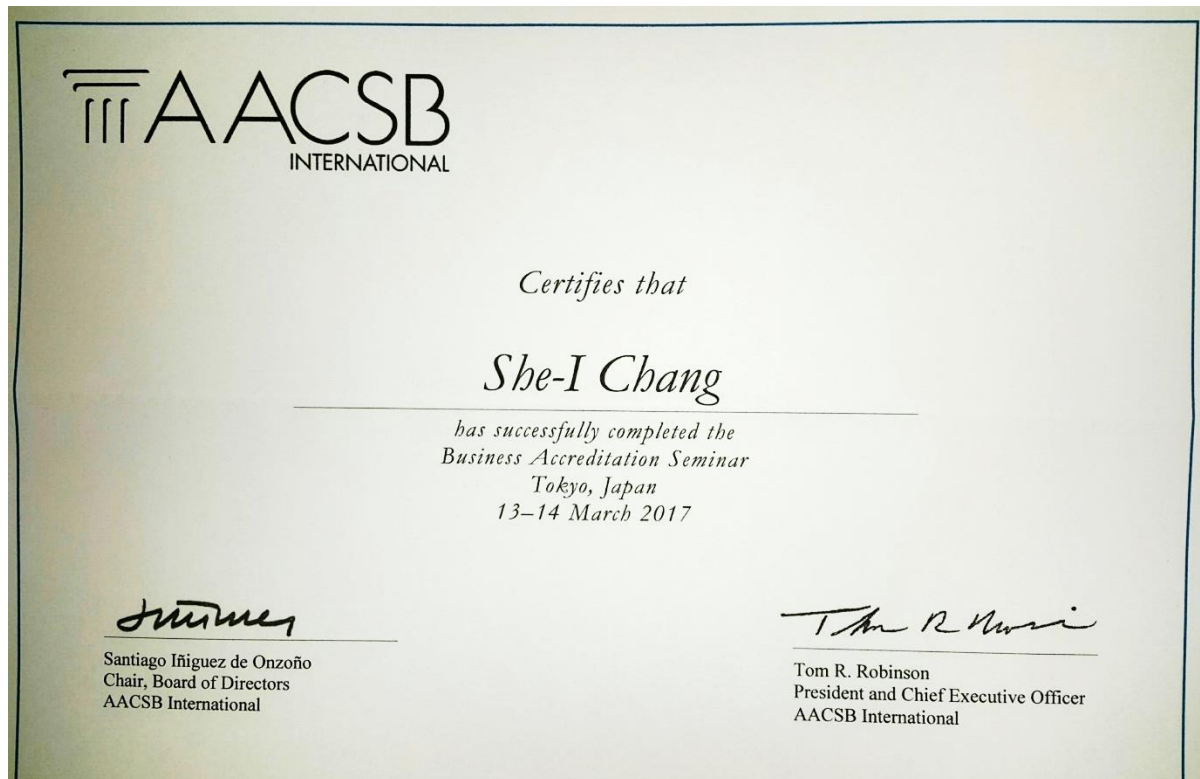 AACSB
INTERNATIONAL
Certifies that
She-I Chang
has successfully completed the
Business Accreditation Seminar
Tokyo, Japan
13–14 March 2017
Santiago Iñiguez de Onzoño
Chair, Board of Directors
AACSB International
Tom R. Robinson
President and Chief Executive Officer
AACSB International